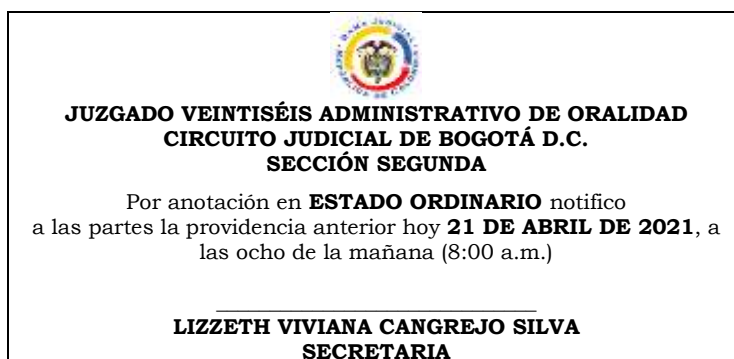 JUZGADO VEINTISÉIS ADMINISTRATIVO DE ORALIDAD
CIRCUITO JUDICIAL DE BOGOTÁ D.C.
SECCIÓN SEGUNDA
Por anotación en ESTADO ORDINARIO notifico
a las partes la providencia anterior hoy 21 DE ABRIL DE 2021, a
las ocho de la mañana (8:00 a.m.)
LIZZETH VIVIANA CANGREJO SILVA
SECRETARIA